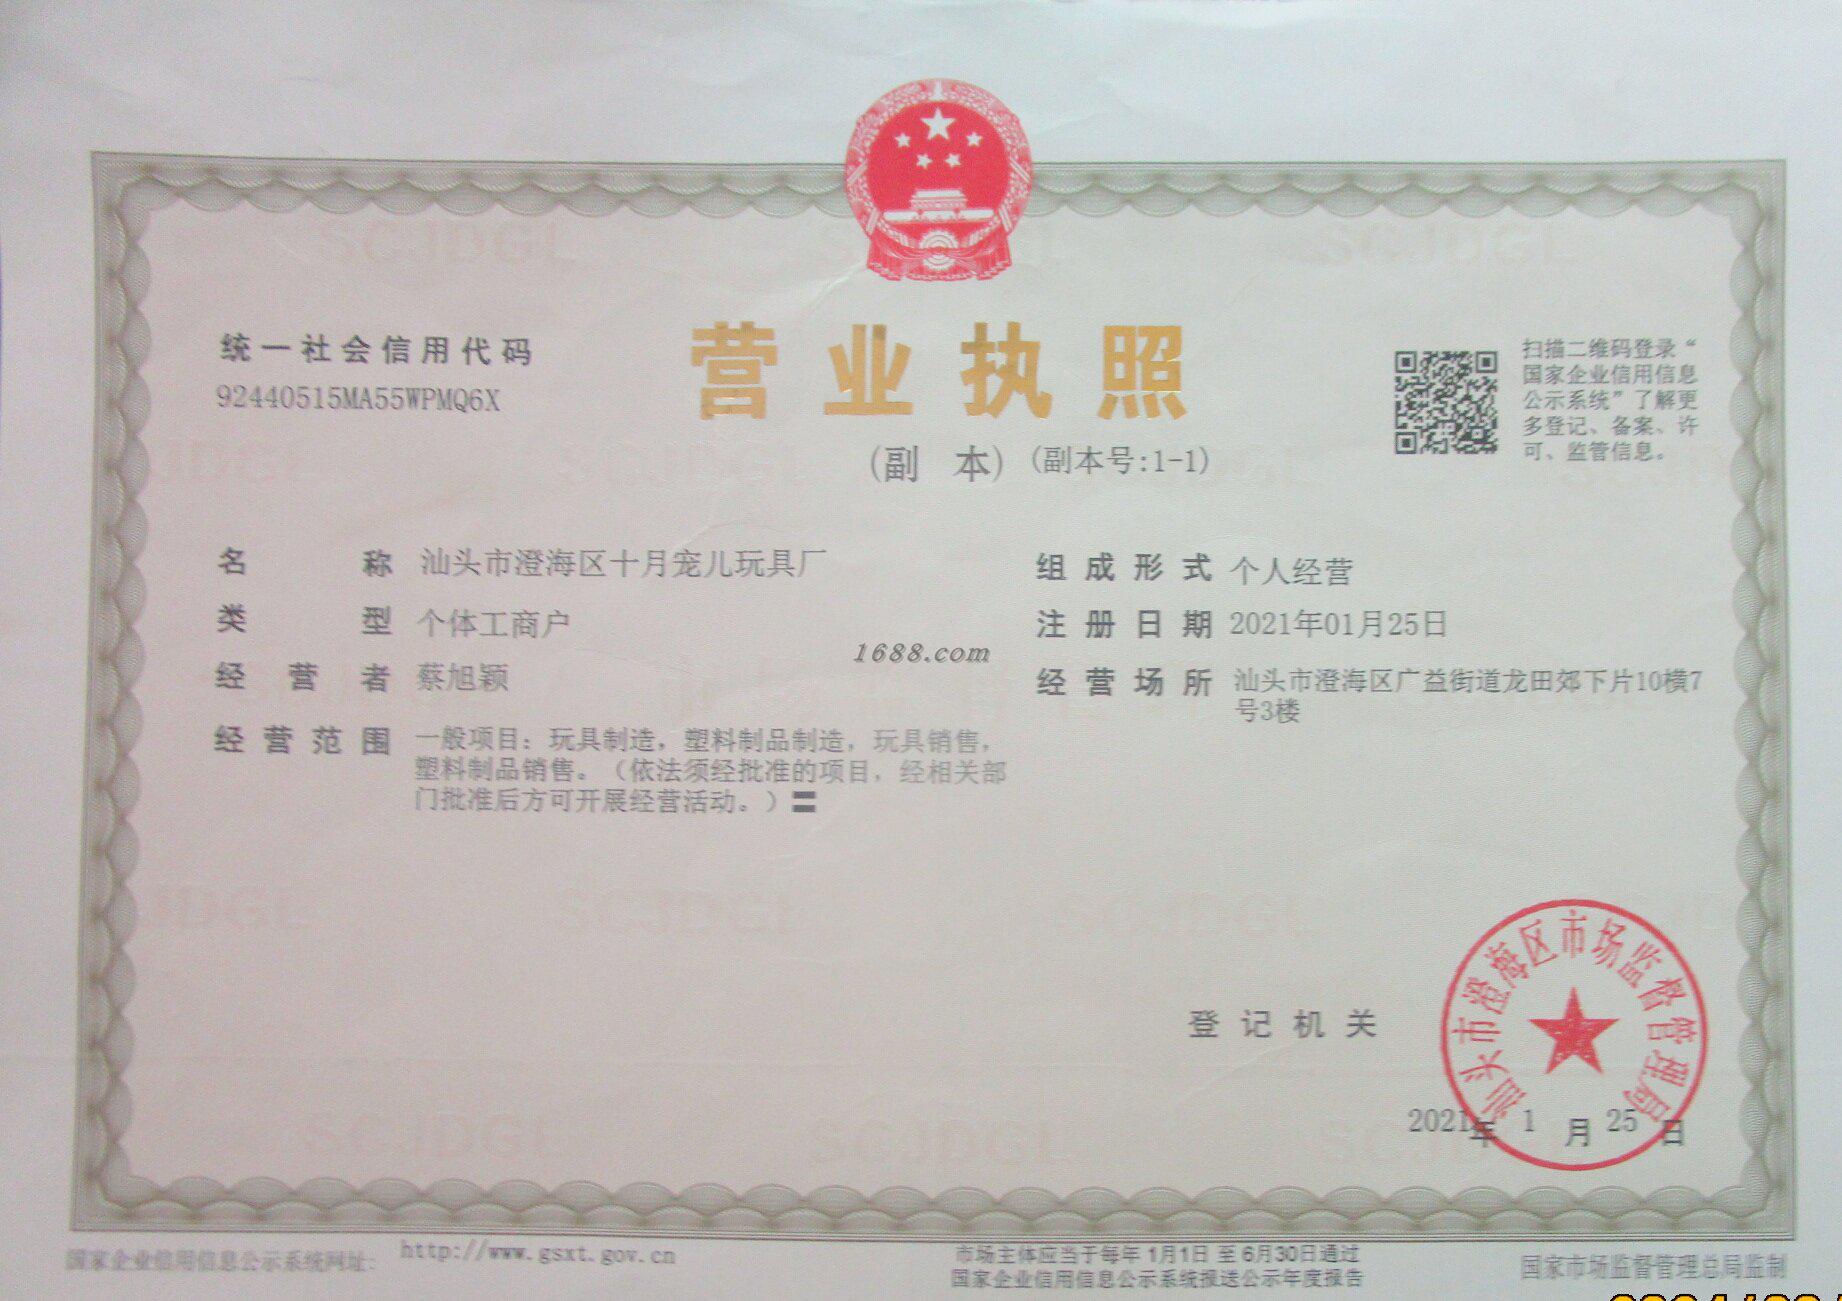 统一社会信用代码
92440515MA55WPMQ6X
营业执照
(副 本) (副本号:1-1)
扫描二维码登录“
国家企业信用信息
公示系统”了解更
多登记、备案、许
可、监管信息。
名 称 汕头市澄海区十月宠儿玩具厂
类 型 个体工商户
经 营 者 蔡旭颖
经 营 范 围 一般项目：玩具制造，塑料制品制造，玩具销售，
塑料制品销售。（依法须经批准的项目，经相关部
门批准后方可开展经营活动。）〓
1688.com
组 成 形 式 个人经营
注 册 日 期 2021年01月25日
经 营 场 所 汕头市澄海区广益街道龙田郊下片10横7
号3楼
登 记 机 关
汕头市澄海区市场监督管理局
2021年 1 月 25 日
国家企业信用信息公示系统网址: http://www.gsxt.gov.cn
市场主体应当于每年 1月1日 至 6月30日通过
国家企业信用信息公示系统报送公示年度报告
国家市场监督管理总局监制
SCJDGL